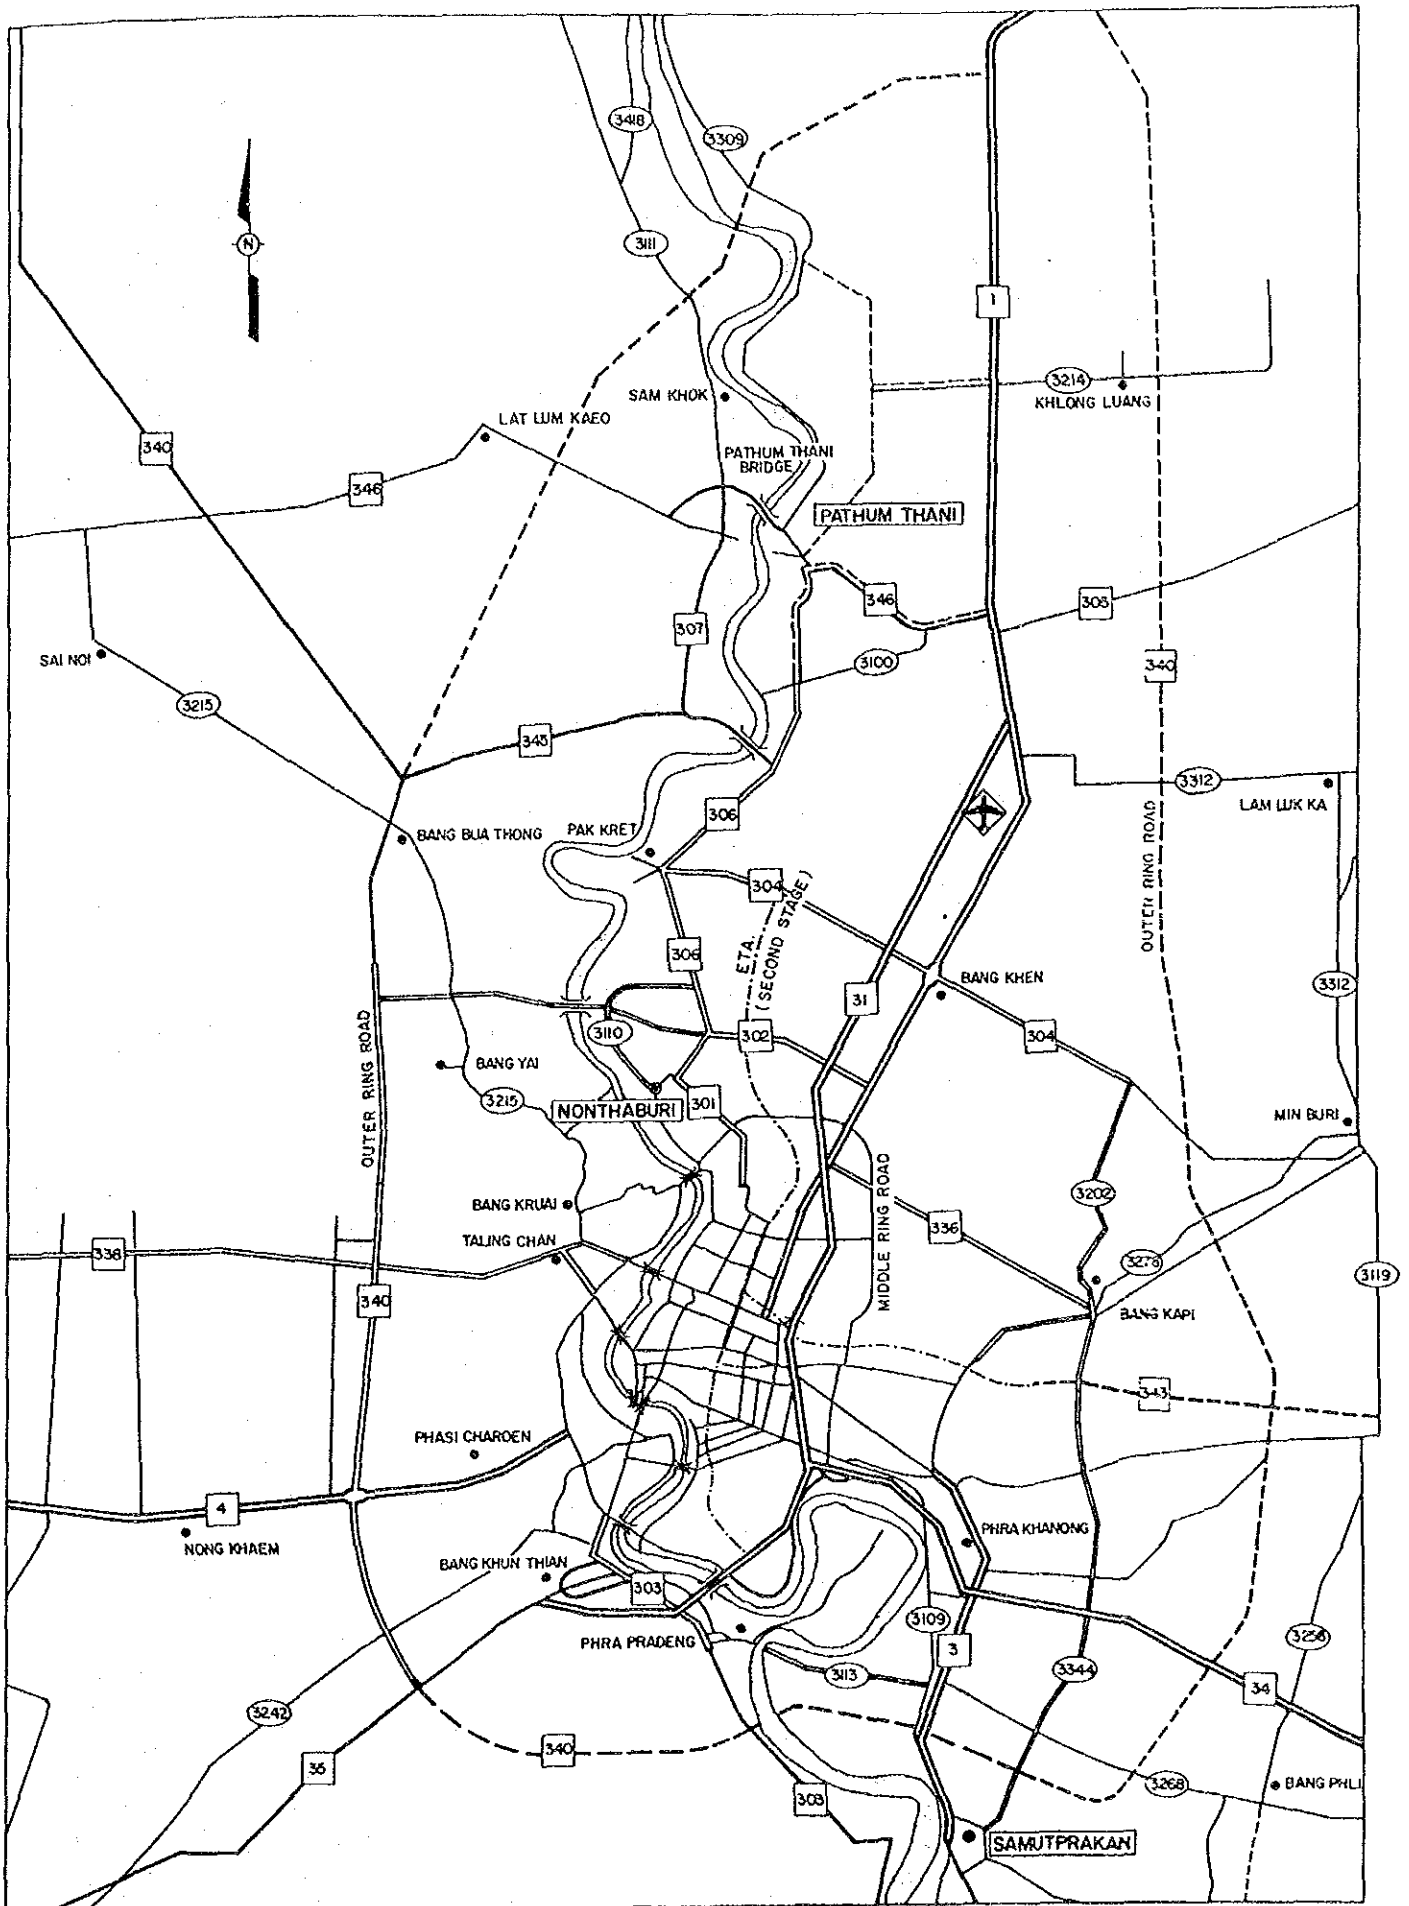 3418
3309
3111
N
1
3214
KHLONG LUANG
SAM KHOK
LAT LUM KAEO
340
346
PATHUM THANI
BRIDGE
PATHUM THANI
346
305
307
3100
340
SAI NOI
3215
345
3312
LAM LUK KA
306
BANG BUA THONG
PAK KRET
304
OUTER RING ROAD
ETA.
(SECOND STAGE)
306
BANG KHEN
31
3312
3110
302
304
OUTER RING ROAD
BANG YAI
3215
NONTHABURI
301
MIN BURI
MIDDLE RING ROAD
3202
BANG KRUAI
336
TALING CHAN
338
3278
3119
340
BANG KAPI
343
PHASI CHAROEN
4
NONG KHAEM
PHRA KHANONG
BANG KHUN THIAN
303
3109
PHRA PRADENG
3
3256
3113
3344
34
3242
340
35
3268
BANG PHLI
303
SAMUTPRAKAN